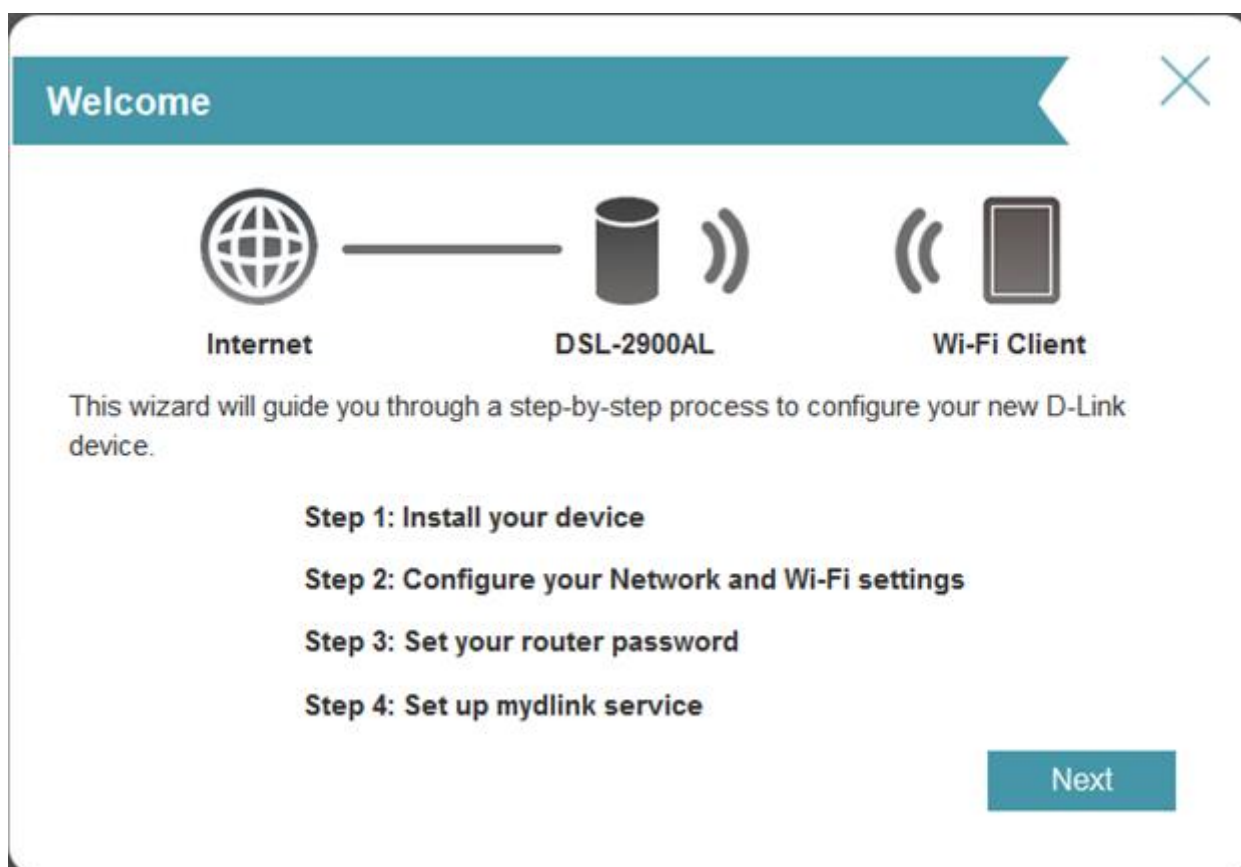 Welcome
Internet
DSL-2900AL
Wi-Fi Client
This wizard will guide you through a step-by-step process to configure your new D-Link
device.
Step 1: Install your device
Step 2: Configure your Network and Wi-Fi settings
Step 3: Set your router password
Step 4: Set up mydlink service
Next